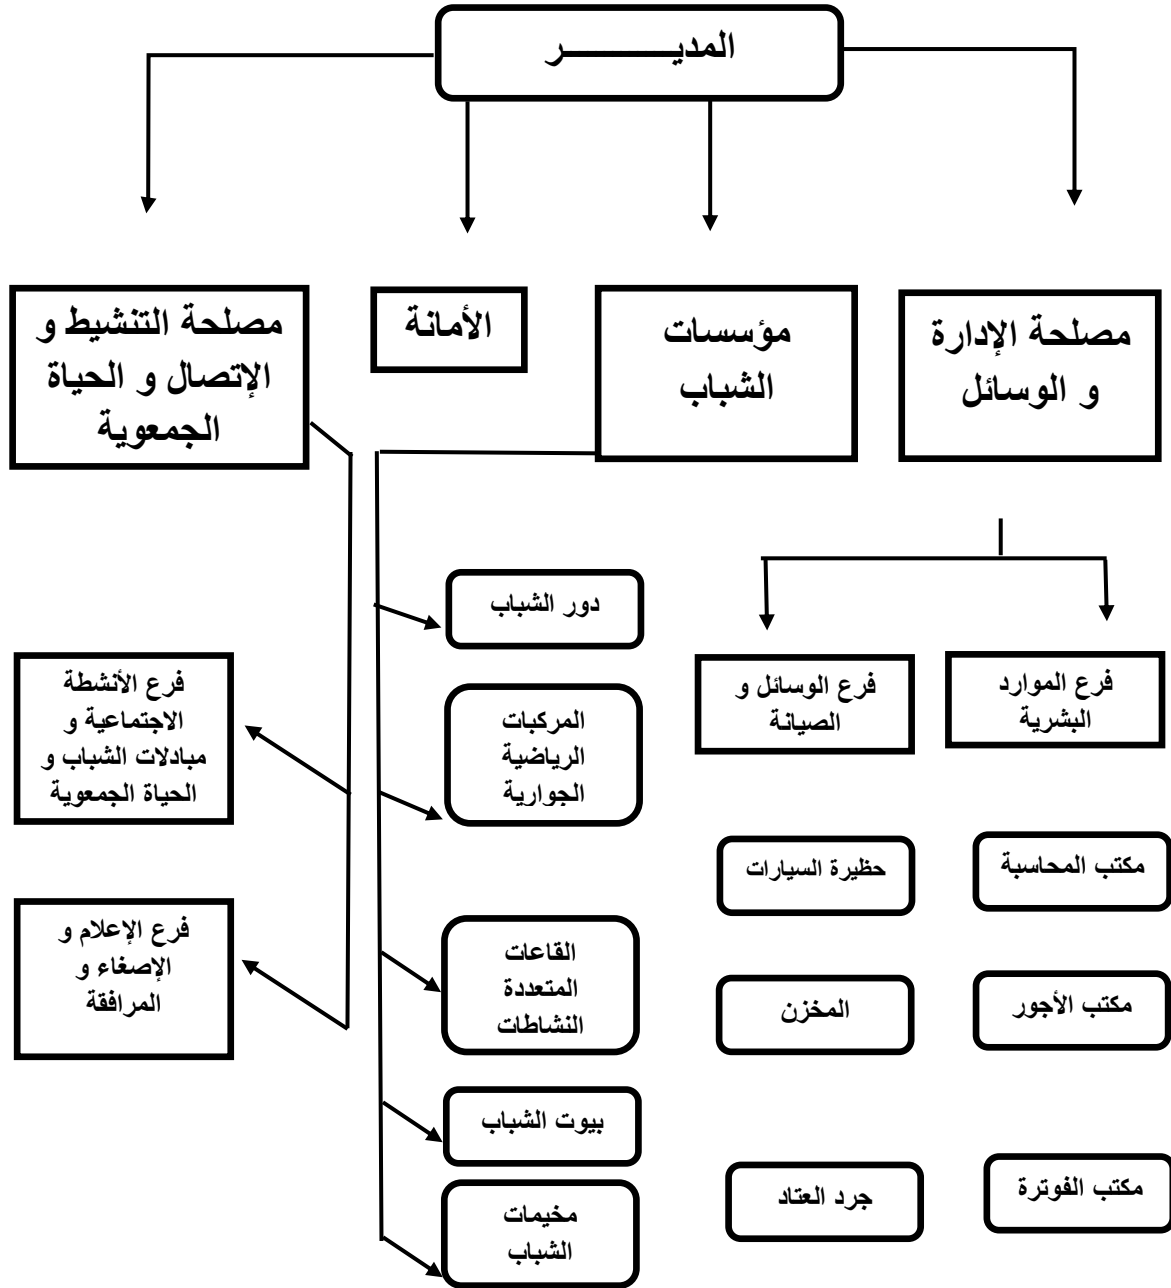 المديـــــــــــر
مصلحة الإدارة
و الوسائل
مؤسسات
الشباب
الأمانة
مصلحة التنشيط و
الإتصال و الحياة
الجمعوية
فرع الموارد
البشرية
مكتب المحاسبة
مكتب الأجور
مكتب الفوترة
فرع الوسائل و
الصيانة
حظيرة السيارات
المخزن
جرد العتاد
دور الشباب
المركبات
الرياضية
الجوارية
القاعات
المتعددة
النشاطات
بيوت الشباب
مخيمات
الشباب
فرع الأنشطة
الاجتماعية و
مبادلات الشباب و
الحياة الجمعوية
فرع الإعلام و
الإصغاء و
المرافقة